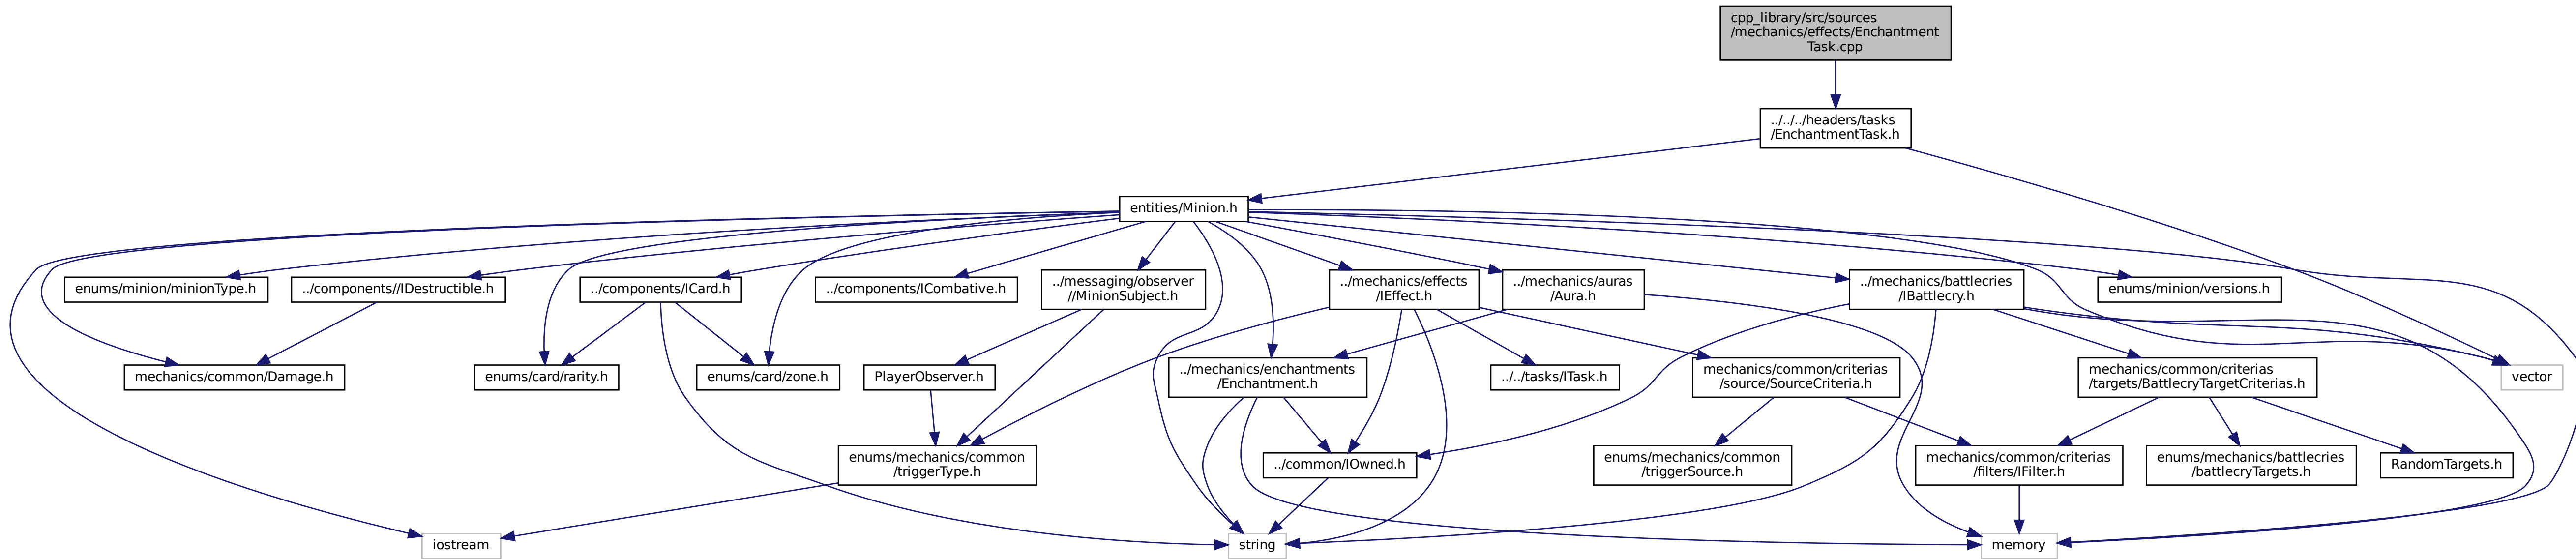 cpp_library/src/sources
/mechanics/effects/Enchantment
Task.cpp
../../../headers/tasks
/EnchantmentTask.h
entities/Minion.h
enums/minion/minionType.h
../components//IDestructible.h
../components/ICard.h
../components/ICombative.h
../messaging/observer
//MinionSubject.h
../mechanics/effects
/IEffect.h
../mechanics/auras
/Aura.h
../mechanics/battlecries
/IBattlecry.h
enums/minion/versions.h
mechanics/common/Damage.h
enums/card/rarity.h
enums/card/zone.h
PlayerObserver.h
../mechanics/enchantments
/Enchantment.h
../../tasks/ITask.h
mechanics/common/criterias
/source/SourceCriteria.h
mechanics/common/criterias
/targets/BattlecryTargetCriterias.h
vector
enums/mechanics/common
/triggerType.h
../common/IOwned.h
enums/mechanics/common
/triggerSource.h
mechanics/common/criterias
/filters/IFilter.h
enums/mechanics/battlecries
/battlecryTargets.h
RandomTargets.h
iostream
string
memory